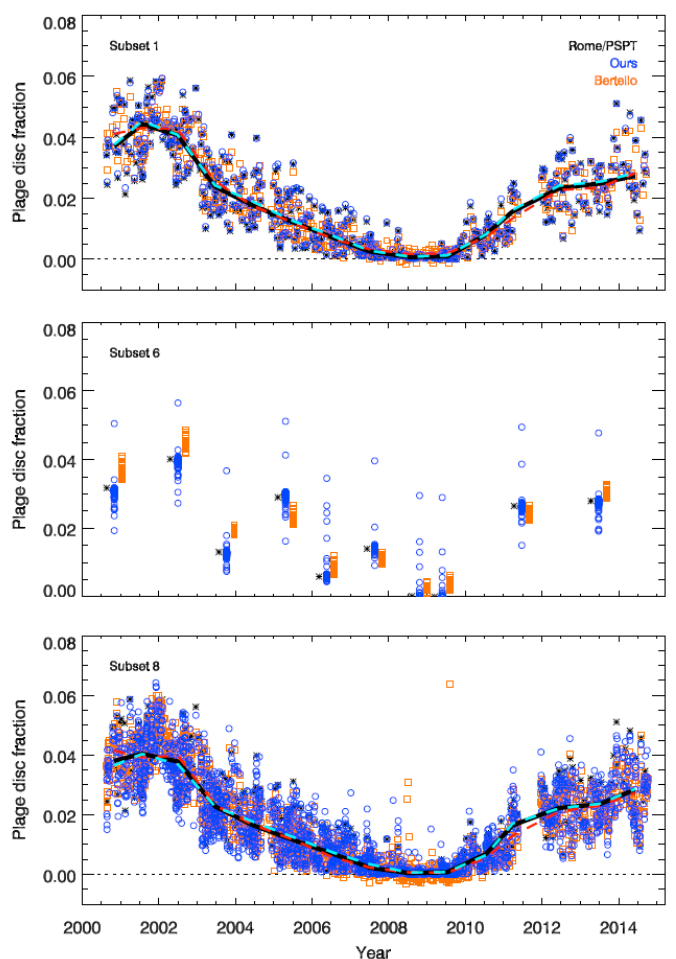 0.08
Subset 1
Rome/PSPT
Ours
Bertello
0.06
0.04
0.02
0.00
Plage disc fraction
0.08
Subset 6
0.06
0.04
0.02
0.00
Plage disc fraction
0.08
Subset 8
0.06
0.04
0.02
0.00
Plage disc fraction
2000 2002 2004 2006 2008 2010 2012 2014
Year